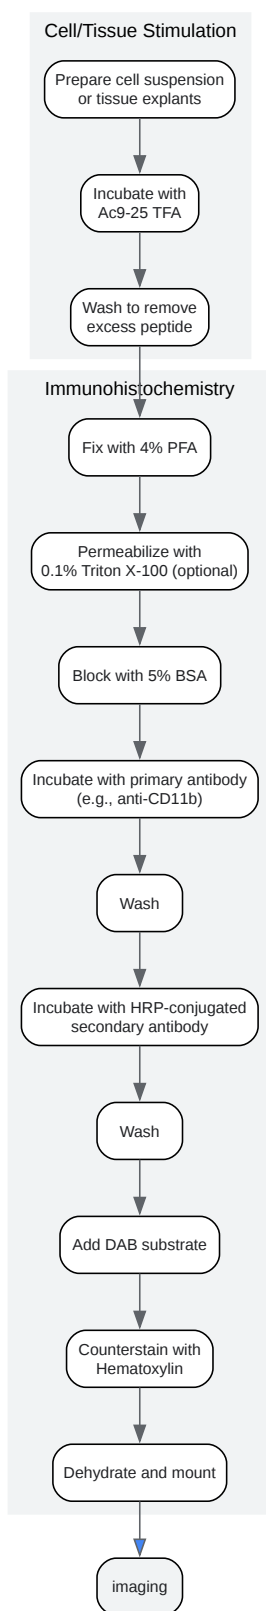 Cell/Tissue Stimulation
Prepare cell suspension
or tissue explants
Incubate with
Ac9-25 TFA
Wash to remove
excess peptide
Immunohistochemistry
Fix with 4% PFA
Permeabilize with
0.1% Triton X-100 (optional)
Block with 5% BSA
Incubate with primary antibody
(e.g., anti-CD11b)
Wash
Incubate with HRP-conjugated
secondary antibody
Wash
Add DAB substrate
Counterstain with
Hematoxylin
Dehydrate and mount
imaging